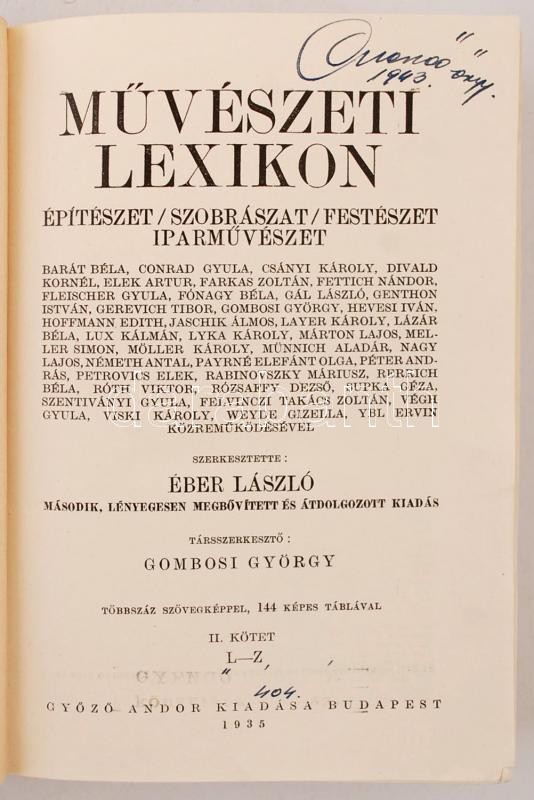 1943.
MŰVÉSZETI
LEXIKON
ÉPÍTÉSZET/SZOBRÁSZAT/FESTÉSZET
IPARMŰVÉSZET
BARÁT BÉLA, CONRAD GYULA, CSÁNYI KÁROLY, DIVALD
KORNÉL, ELEK ARTUR, FARKAS ZOLTÁN, FETTICH NÁNDOR,
FLEISCHER GYULA, FÓNAGY BÉLA, GÁL LÁSZLÓ, GENTHON
ISTVÁN, GEREVICH TIBOR, GOMBOSI GYÖRGY, HEVESI IVÁN,
HOFFMANN EDITH, JASCHIK ÁLMOS, LAYER KÁROLY, LÁZÁR
BÉLA, LUX KÁLMÁN, LYKA KÁROLY, MÁRTON LAJOS, MEL-
LER SIMON, MÖLLER KÁROLY, MÜNNICH ALADÁR, NAGY
LAJOS, NÉMETH ANTAL, PAYRNÉ ELEFÁNT OLGA, PÉTER AND-
RÁS, PETROVICS ELEK, RABINOVSZKY MÁRIUSZ, RERRICH
BÉLA, RÓTH VIKTOR, RÓZSAFFY DEZSŐ, SUPKA GÉZA,
SZENTIVÁNYI GYULA, FELVINCZI TAKÁCS ZOLTÁN, VÉGH
GYULA, VISKI KÁROLY, WEYDE GIZELLA, YBL ERVIN
KÖZREMŰKÖDÉSÉVEL
darabanth
SZERKESZTETTE:
ÉBER LÁSZLÓ
MÁSODIK, LÉNYEGESEN MEGBŐVÍTETT ÉS ÁTDOLGOZOTT KIADÁS
TÁRSSZERKESZTŐ:
GOMBOSI GYÖRGY
TÖBBSZÁZ SZÖVEGKÉPPEL, 144 KÉPES TÁBLÁVAL
II. KÖTET
L—Z
404.
GYŐZŐ ANDOR KIADÁSA BUDAPEST
1935